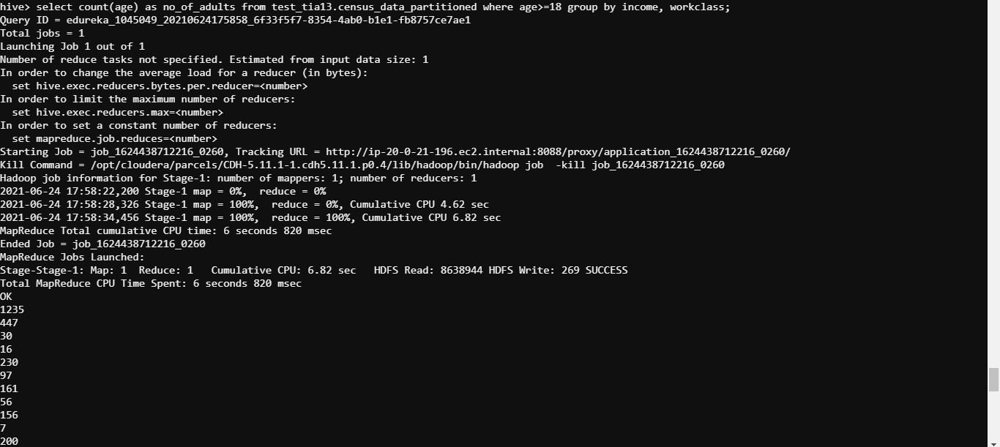 hive> select count(age) as no_of_adults from test_tia13.census_data_partitioned where age>=18 group by income, workclass;
Query ID = edureka_1045049_20210624175858_6f33f5f7-8354-4ab0-b1e1-fb8757ce7ae1
Total jobs = 1
Launching Job 1 out of 1
Number of reduce tasks not specified. Estimated from input data size: 1
In order to change the average load for a reducer (in bytes):
  set hive.exec.reducers.bytes.per.reducer=<number>
In order to limit the maximum number of reducers:
  set hive.exec.reducers.max=<number>
In order to set a constant number of reducers:
  set mapreduce.job.reduces=<number>
Starting Job = job_1624438712216_0260, Tracking URL = http://ip-20-0-21-196.ec2.internal:8088/proxy/application_1624438712216_0260/
Kill Command = /opt/cloudera/parcels/CDH-5.11.1-1.cdh5.11.1.p0.4/lib/hadoop/bin/hadoop job  -kill job_1624438712216_0260
Hadoop job information for Stage-1: number of mappers: 1; number of reducers: 1
2021-06-24 17:58:22,200 Stage-1 map = 0%,  reduce = 0%
2021-06-24 17:58:28,326 Stage-1 map = 100%,  reduce = 0%, Cumulative CPU 4.62 sec
2021-06-24 17:58:34,456 Stage-1 map = 100%,  reduce = 100%, Cumulative CPU 6.82 sec
MapReduce Total cumulative CPU time: 6 seconds 820 msec
Ended Job = job_1624438712216_0260
MapReduce Jobs Launched:
Stage-Stage-1: Map: 1  Reduce: 1   Cumulative CPU: 6.82 sec   HDFS Read: 8638944 HDFS Write: 269 SUCCESS
Total MapReduce CPU Time Spent: 6 seconds 820 msec
OK
1235
447
30
16
230
97
161
56
156
7
200